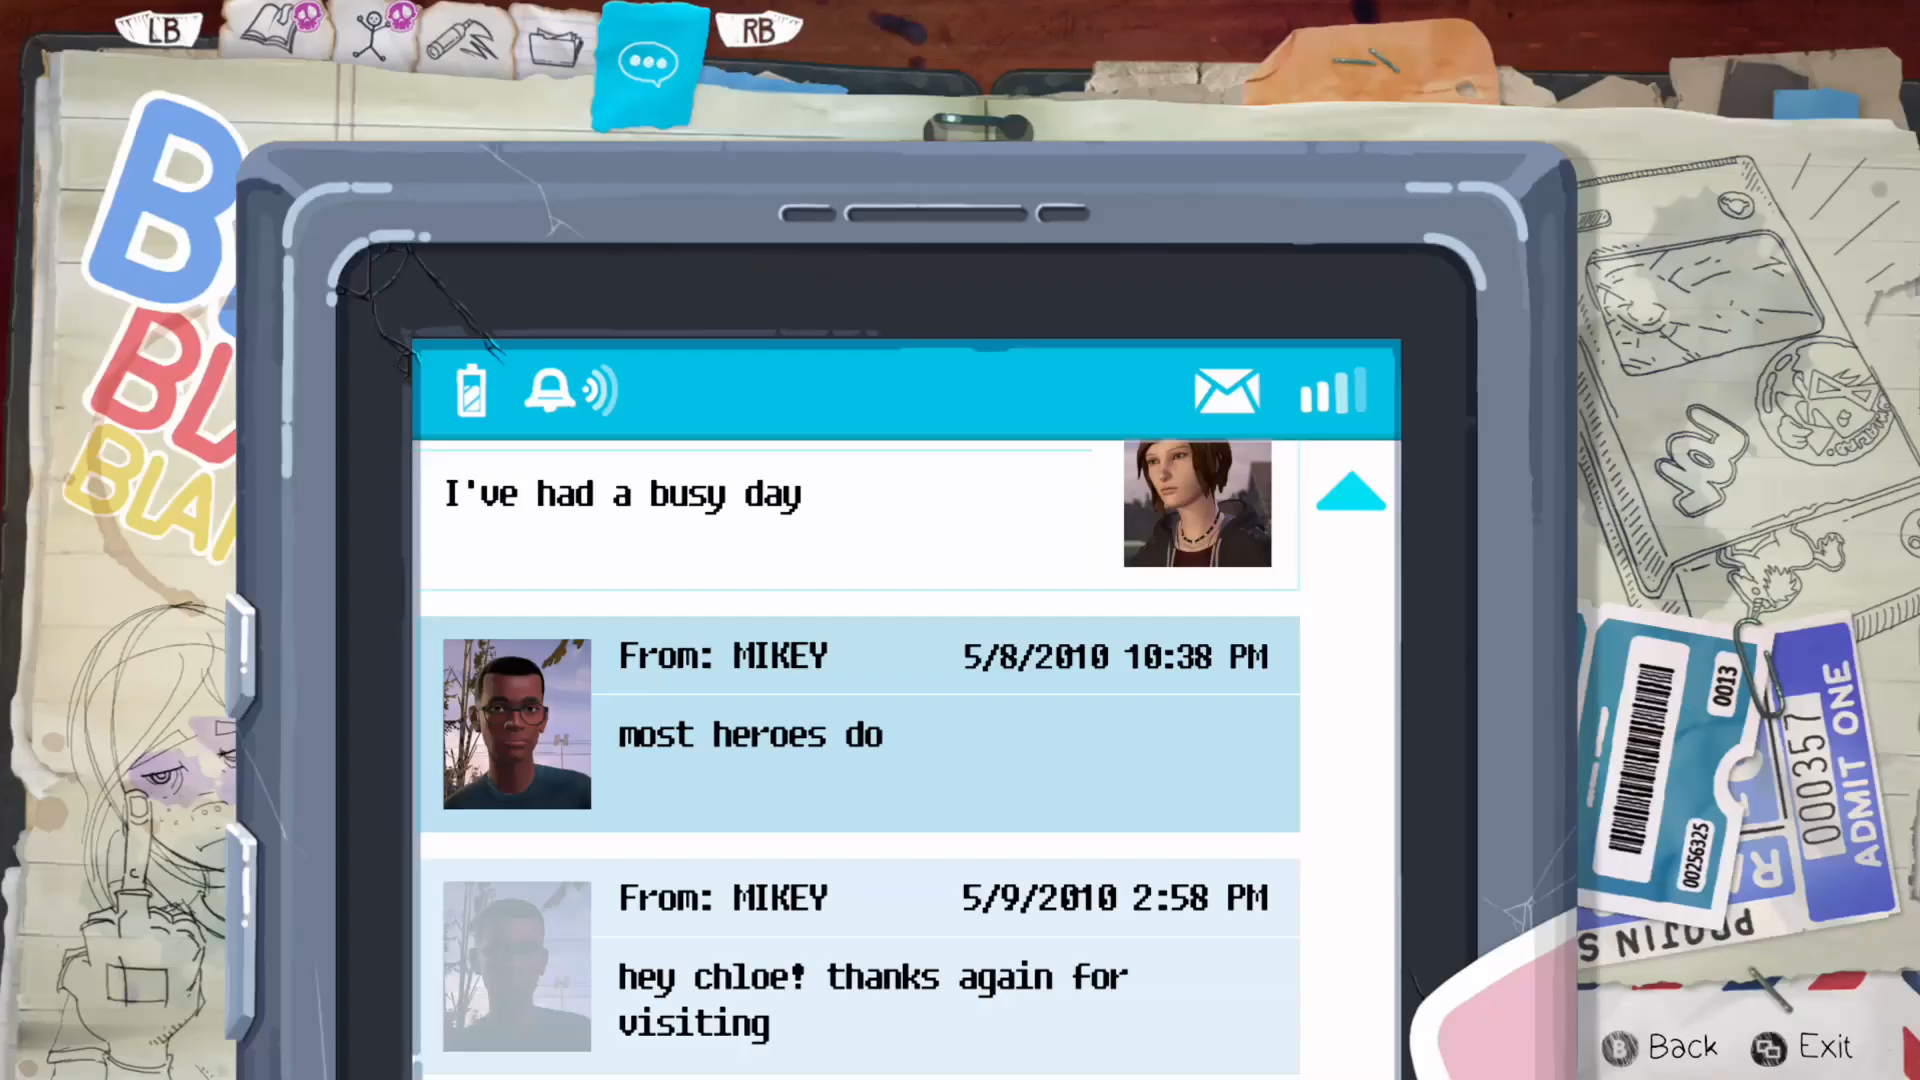 LB
RB
I've had a busy day
From: MIKEY
5/8/2010 10:38 PM
most heroes do
From: MIKEY
5/9/2010 2:58 PM
hey chloe! thanks again for
visiting
BLA
0013
00256325
000357
ADMIT ONE
Back
Exit